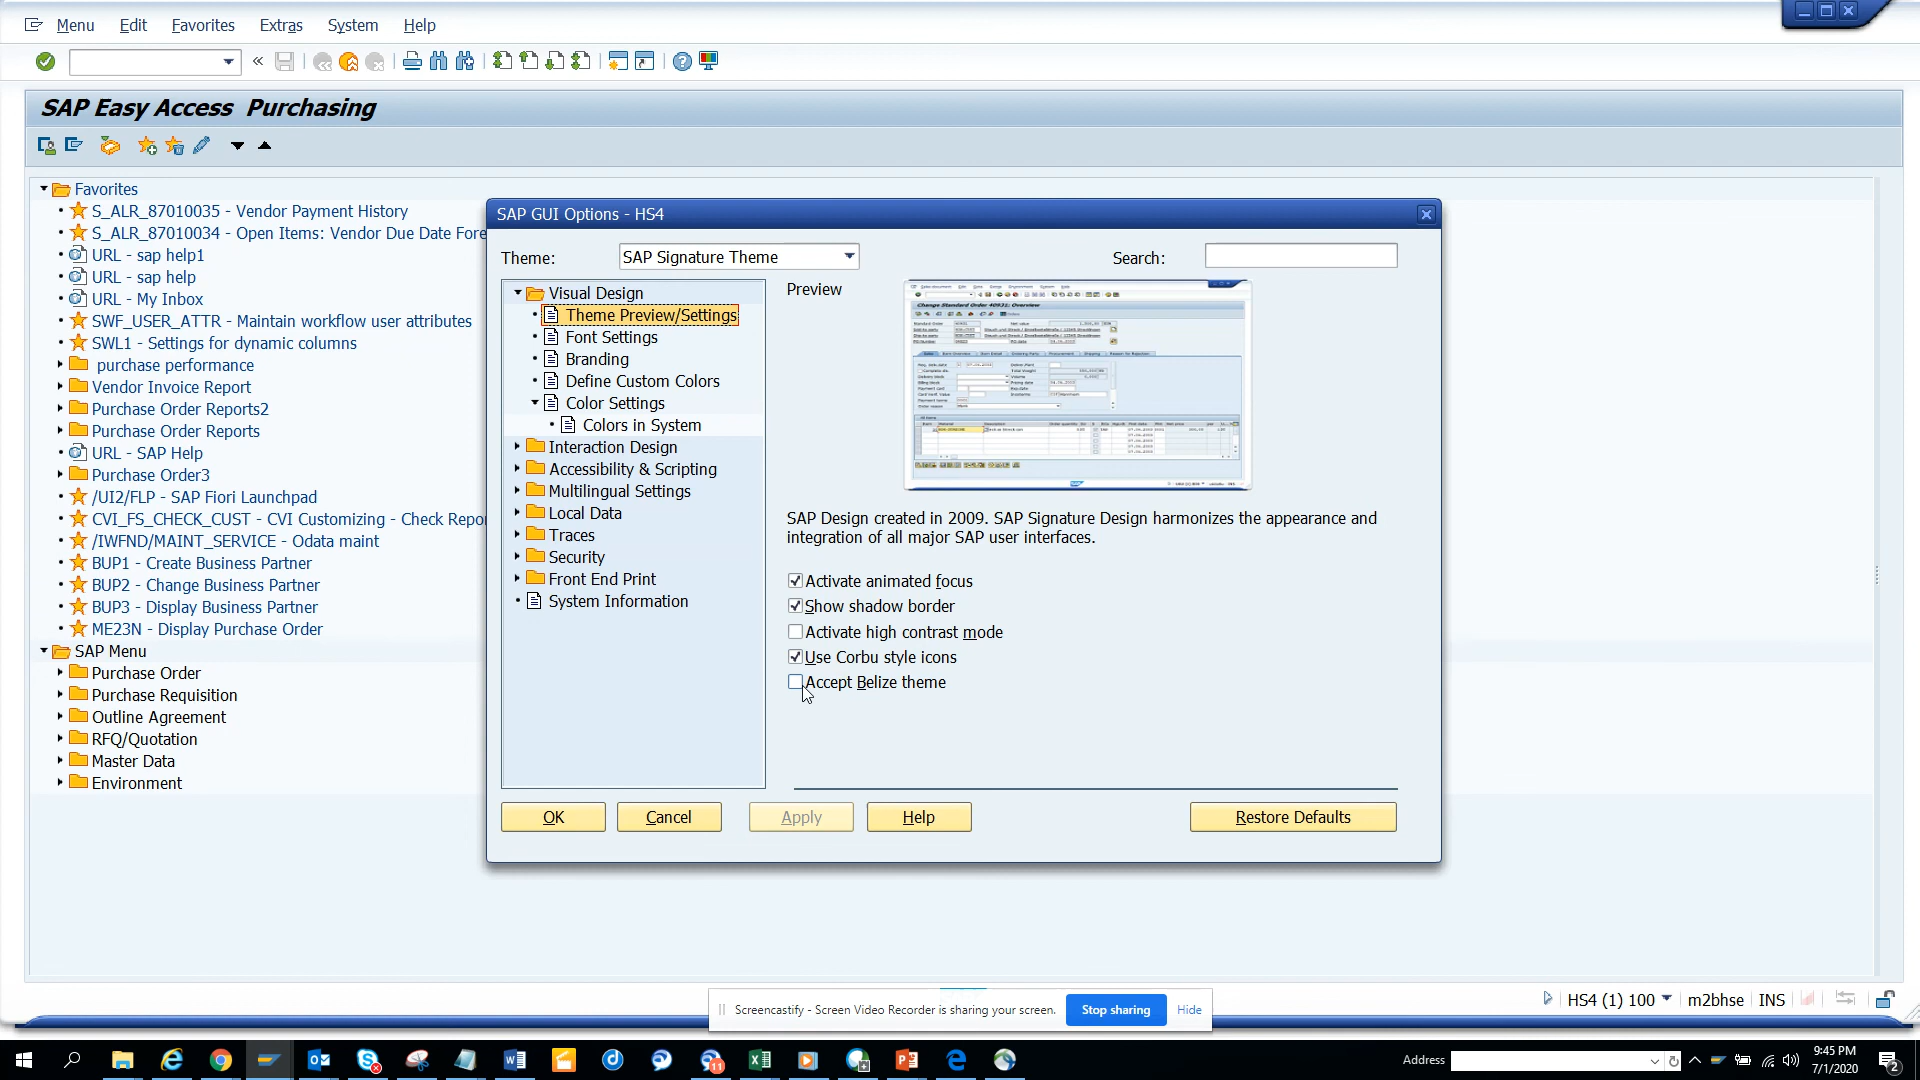 Menu Edit Favorites Extras System Help
SAP Easy Access Purchasing
Favorites
S_ALR_87010035 - Vendor Payment History
S_ALR_87010034 - Open Items: Vendor Due Date Fore
URL - sap help1
URL - sap help
URL - My Inbox
SWF_USER_ATTR - Maintain workflow user attributes
SWL1 - Settings for dynamic columns
purchase performance
Vendor Invoice Report
Purchase Order Reports2
Purchase Order Reports
URL - SAP Help
Purchase Order3
/UI2/FLP - SAP Fiori Launchpad
CVI_FS_CHECK_CUST - CVI Customizing - Check Repo
/IWFND/MAINT_SERVICE - Odata maint
BUP1 - Create Business Partner
BUP2 - Change Business Partner
BUP3 - Display Business Partner
ME23N - Display Purchase Order
SAP Menu
Purchase Order
Purchase Requisition
Outline Agreement
RFQ/Quotation
Master Data
Environment
SAP GUI Options - HS4
Theme: SAP Signature Theme Search:
Visual Design
Theme Preview/Settings
Font Settings
Branding
Define Custom Colors
Color Settings
Colors in System
Interaction Design
Accessibility & Scripting
Multilingual Settings
Local Data
Traces
Security
Front End Print
System Information
Preview
Change Standard Order 40931: Overview
SAP Design created in 2009. SAP Signature Design harmonizes the appearance and
integration of all major SAP user interfaces.
Activate animated focus
Show shadow border
Activate high contrast mode
Use Corbu style icons
Accept Belize theme
OK Cancel Apply Help Restore Defaults
Screencastify - Screen Video Recorder is sharing your screen. Stop sharing Hide
HS4 (1) 100 m2bhse INS
Address
11
9:45 PM
7/1/2020
2